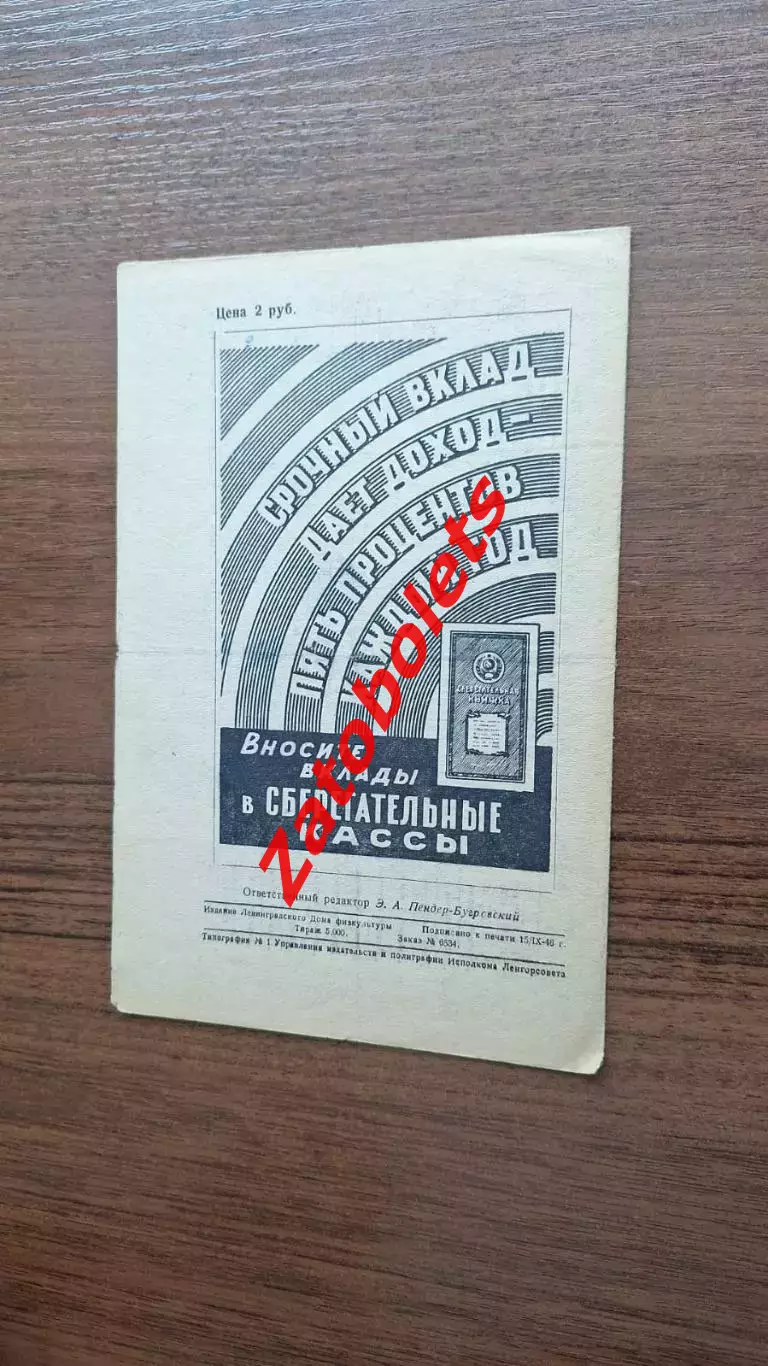 Цена 2 руб.
СРОЧНЫЙ ВКЛАД
ДАЕТ ДОХОД—
ПЯТЬ ПРОЦЕНТОВ
КАЖДЫЙ ГОД
СБЕРЕГАТЕЛЬНАЯ
КНИЖКА
ВНОСИТЕ
ВКЛАДЫ
в СБЕРЕГАТЕЛЬНЫЕ
КАССЫ
Ответственный редактор Э. А. Пендер-Бугровский
Издание Ленинградского Дома физкультуры Подписано к печати 15/IX-46 г.
Тираж 5.000. Заказ № 6534.
Типография № 1 Управления издательств и полиграфии Исполкома Ленгорсовета
Zatobolets